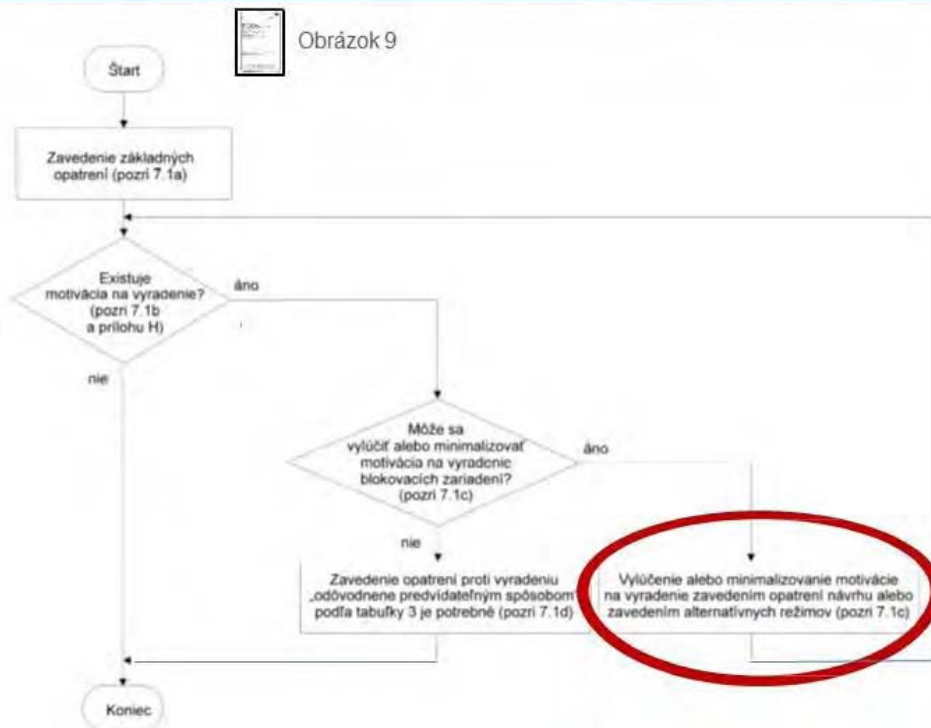 Obrázok 9
Štart
Zavedenie základných
opatrení (pozri 7.1a)
Existuje
motivácia na vyradenie?
(pozri 7.1b
a prílohu H)
áno
nie
Môže sa
vylúčiť alebo minimalizovať
motivácia na vyradenie
blokovacích zariadení?
(pozri 7.1c)
áno
nie
Zavedenie opatrení proti vyradeniu
„odôvodnene predvídateľným spôsobom“
podľa tabuľky 3 je potrebné (pozri 7.1d)
Vylúčenie alebo minimalizovanie motivácie
na vyradenie zavedením opatrení návrhu alebo
zavedením alternatívnych režimov (pozri 7.1c)
Koniec